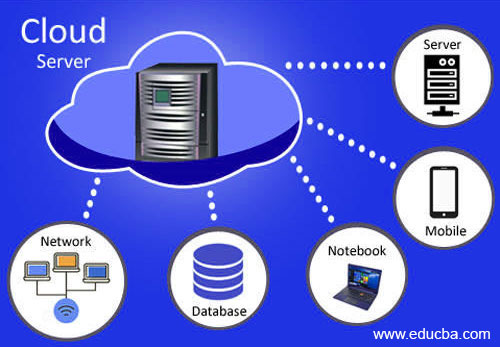 Cloud
Server
Server
Mobile
Notebook
Network
Database
www.educba.com